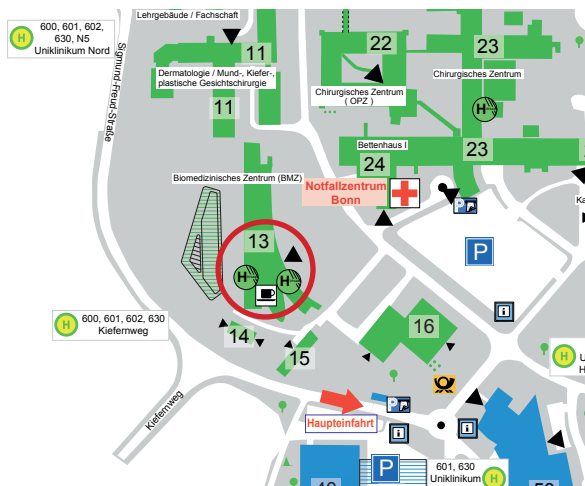 Lehrgebäude / Fachschaft
H
600, 601, 602,
630, N5
Uniklinikum Nord
Sigmund-Freud-Straße
11
22
23
Dermatologie / Mund-, Kiefer-,
plastische Gesichtschirurgie
Chirurgisches Zentrum
Chirurgisches Zentrum
( OPZ )
11
H
Bettenhaus I
23
24
Biomedizinisches Zentrum (BMZ)
Notfallzentrum
Bonn
P
Ka
13
P
H
H
i
H
600, 601, 602, 630
Kiefernweg
14
15
16
H
U
H
Kiefernweg
P
Haupteinfahrt
i
i
P
601, 630
Uniklinikum
H